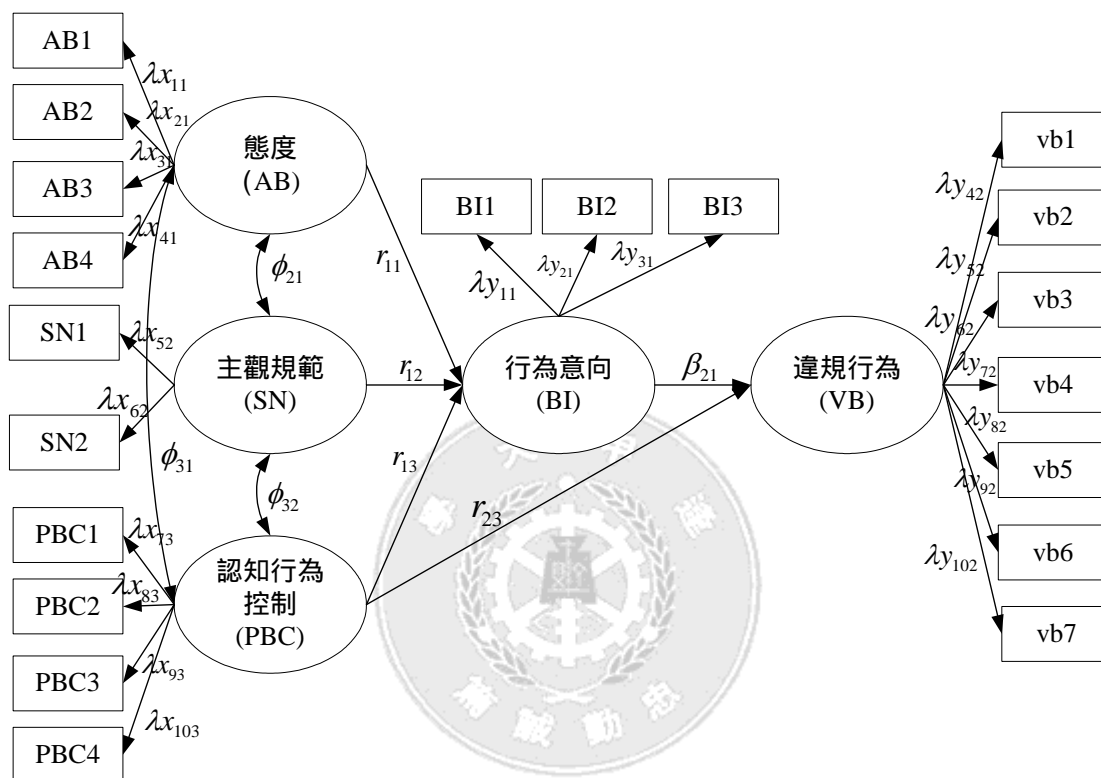 AB1
AB2
AB3
AB4
SN1
SN2
PBC1
PBC2
PBC3
PBC4
λx₁₁
λx₂₁
λx₃₁
λx₄₁
λx₅₂
λx₆₂
λx₇₃
λx₈₃
λx₉₃
λx₁₀₃
態度
(AB)
主觀規範
(SN)
認知行為
控制
(PBC)
ϕ₂₁
ϕ₃₁
ϕ₃₂
r₁₁
r₁₂
r₁₃
r₂₃
BI1
BI2
BI3
λy₁₁
λy₂₁
λy₃₁
行為意向
(BI)
β₂₁
違規行為
(VB)
λy₄₂
λy₅₂
λy₆₂
λy₇₂
λy₈₂
λy₉₂
λy₁₀₂
vb1
vb2
vb3
vb4
vb5
vb6
vb7